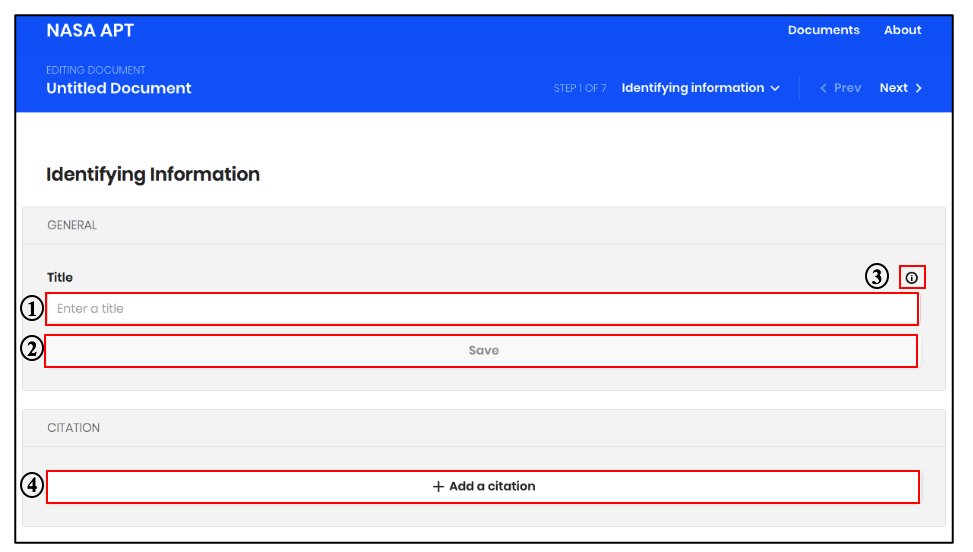 NASA APT Documents About
EDITING DOCUMENT
Untitled Document STEP 1 OF 7 Identifying information Prev Next
Identifying Information
GENERAL
Title ③
① Enter a title
② Save
CITATION
④ + Add a citation